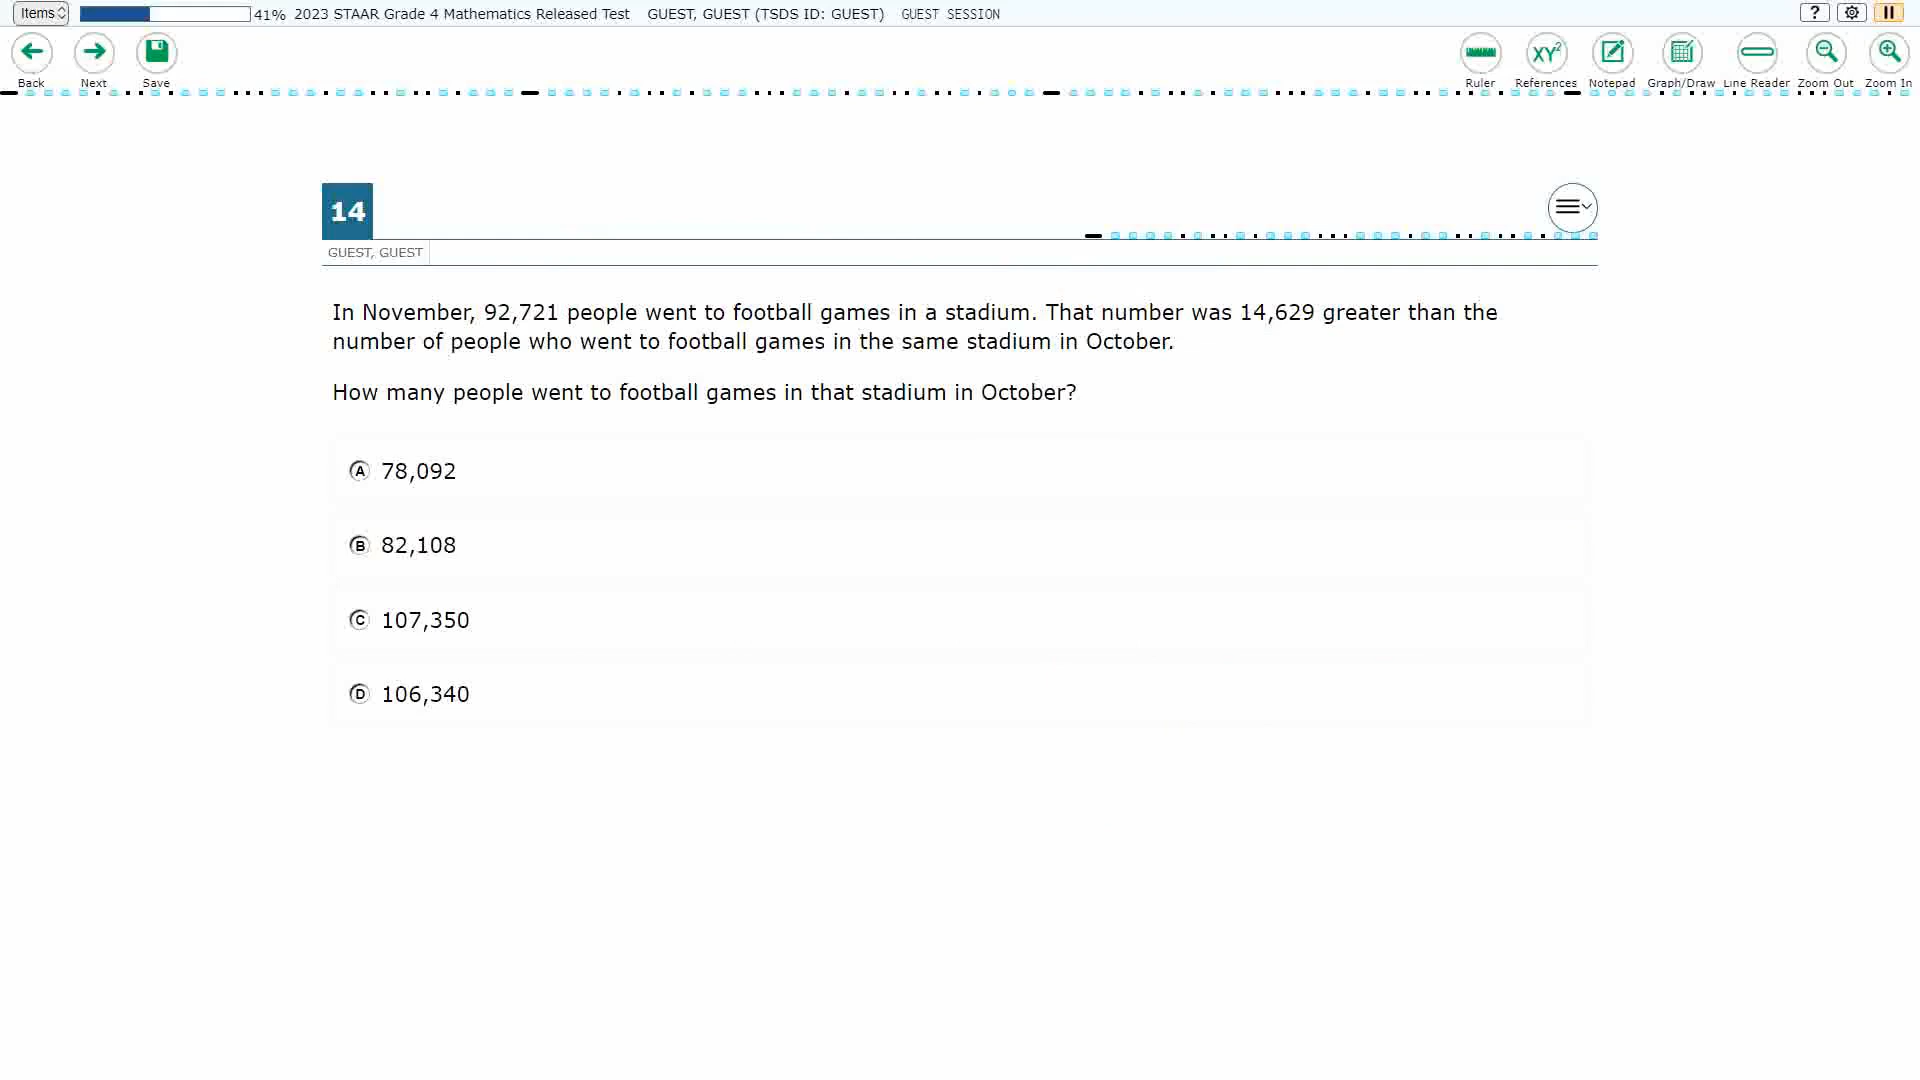 Items 41% 2023 STAAR Grade 4 Mathematics Released Test GUEST, GUEST (TSDS ID: GUEST) GUEST SESSION ?
XY²
Back Next Save Ruler References Notepad Graph/Draw Line Reader Zoom Out Zoom In
14
GUEST, GUEST
In November, 92,721 people went to football games in a stadium. That number was 14,629 greater than the
number of people who went to football games in the same stadium in October.
How many people went to football games in that stadium in October?
A 78,092
B 82,108
C 107,350
D 106,340